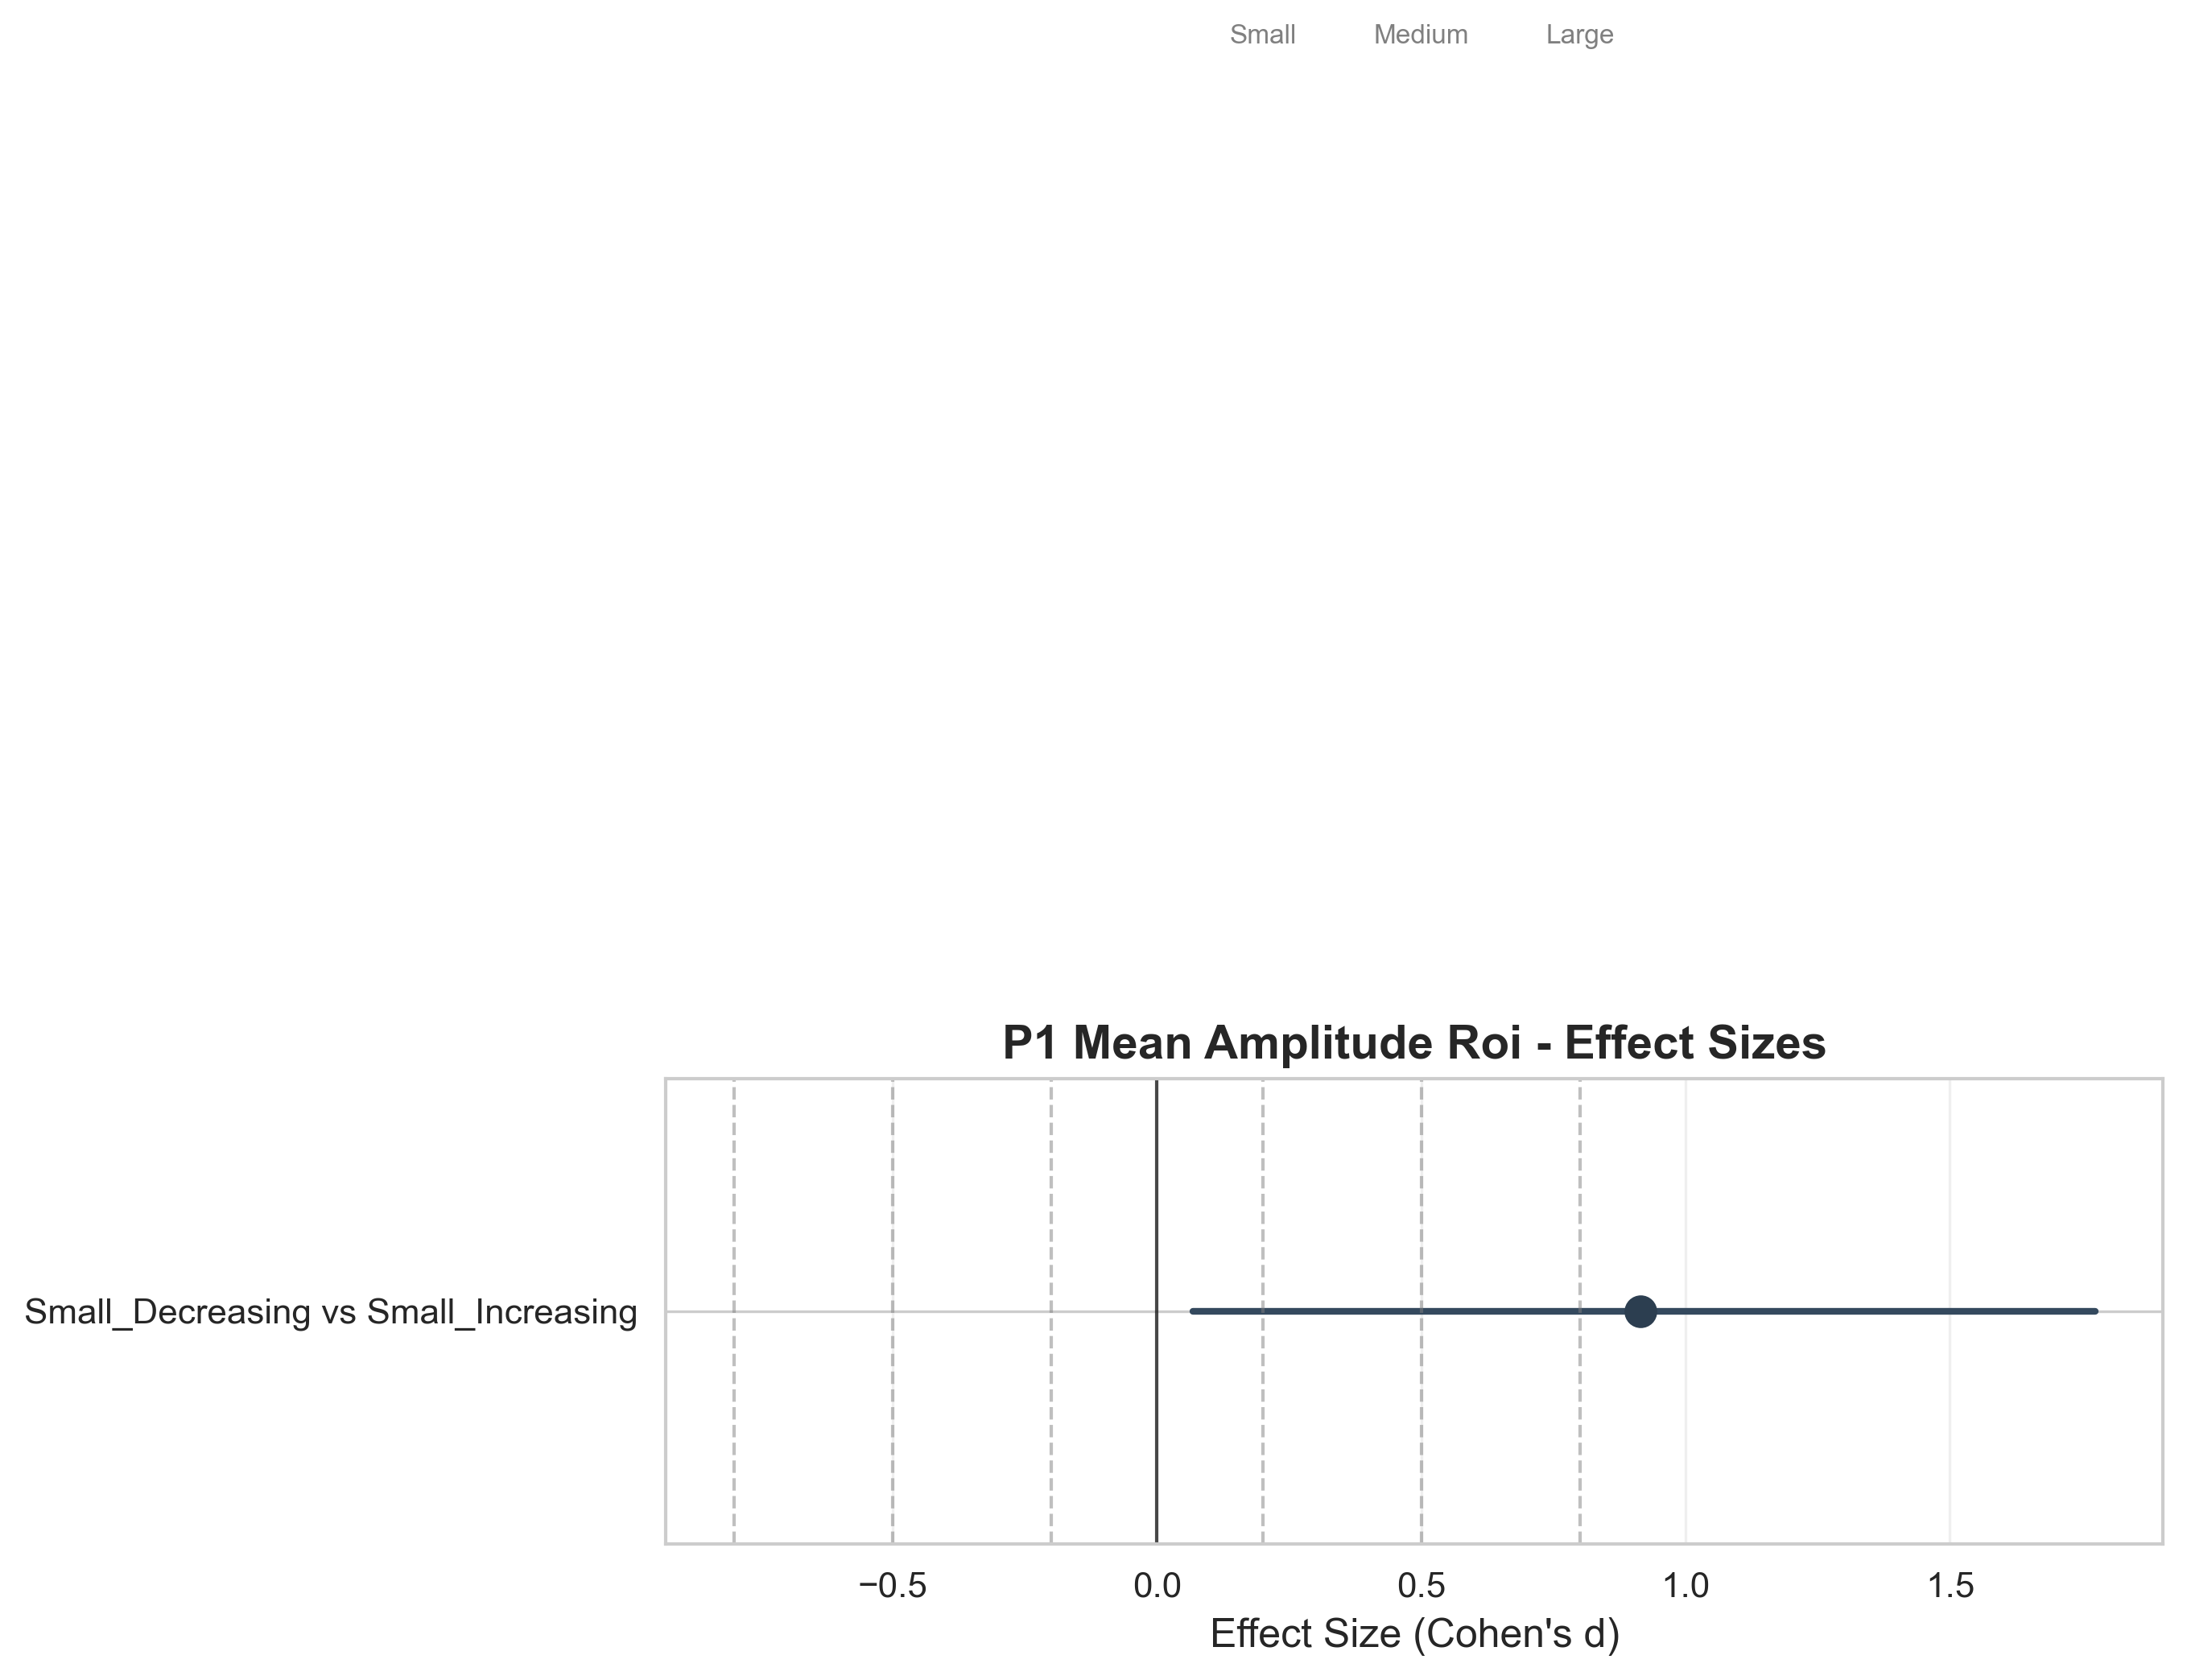 Small Medium Large
P1 Mean Amplitude Roi - Effect Sizes
Small_Decreasing vs Small_Increasing
−0.5 0.0 0.5 1.0 1.5
Effect Size (Cohen's d)